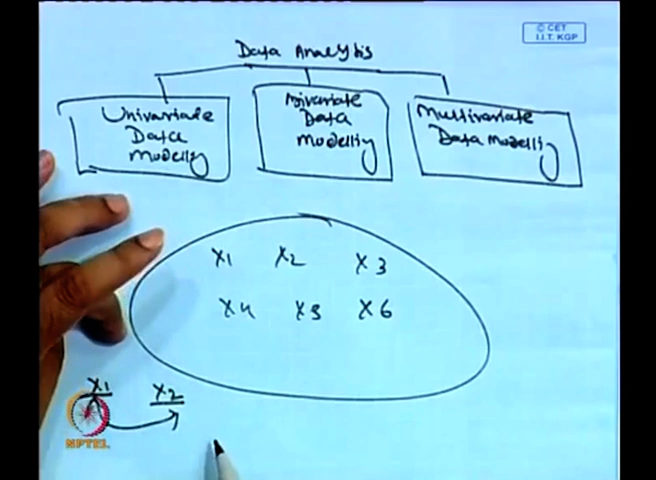 © CET
I.I.T. KGP
Data Analysis
Univariate
Data
Modelling
Bivariate
Data
Modelling
Multivariate
Data Modelling
X1 X2 X3
X4 X5 X6
X1 X2
NPTEL